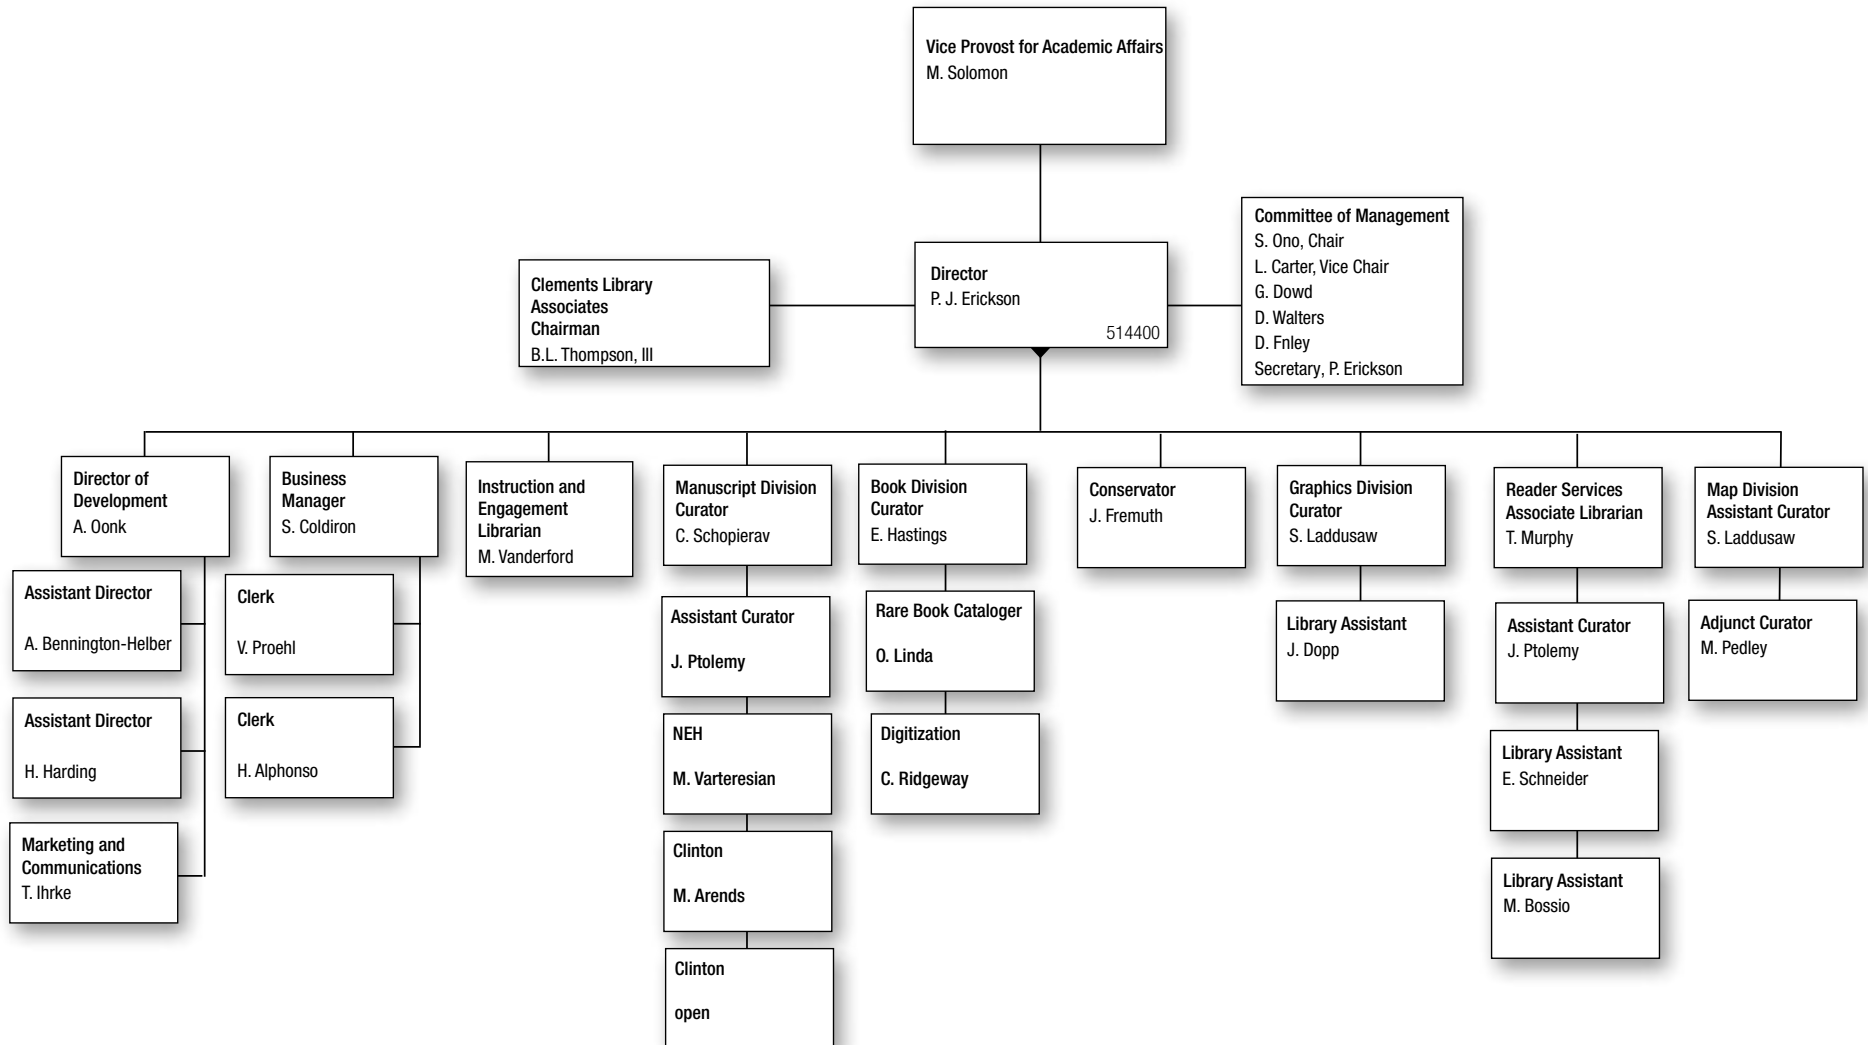 Vice Provost for Academic Affairs
M. Solomon
Clements Library
Associates
Chairman
B.L. Thompson, III
Director
P. J. Erickson
514400
Committee of Management
S. Ono, Chair
L. Carter, Vice Chair
G. Dowd
D. Walters
D. Fnley
Secretary, P. Erickson
Director of
Development
A. Oonk
Assistant Director
A. Bennington-Helber
Assistant Director
H. Harding
Marketing and
Communications
T. Ihrke
Business
Manager
S. Coldiron
Clerk
V. Proehl
Clerk
H. Alphonso
Instruction and
Engagement
Librarian
M. Vanderford
Manuscript Division
Curator
C. Schopierav
Assistant Curator
J. Ptolemy
NEH
M. Varteresian
Clinton
M. Arends
Clinton
open
Book Division
Curator
E. Hastings
Rare Book Cataloger
O. Linda
Digitization
C. Ridgeway
Conservator
J. Fremuth
Graphics Division
Curator
S. Laddusaw
Library Assistant
J. Dopp
Reader Services
Associate Librarian
T. Murphy
Assistant Curator
J. Ptolemy
Library Assistant
E. Schneider
Library Assistant
M. Bossio
Map Division
Assistant Curator
S. Laddusaw
Adjunct Curator
M. Pedley